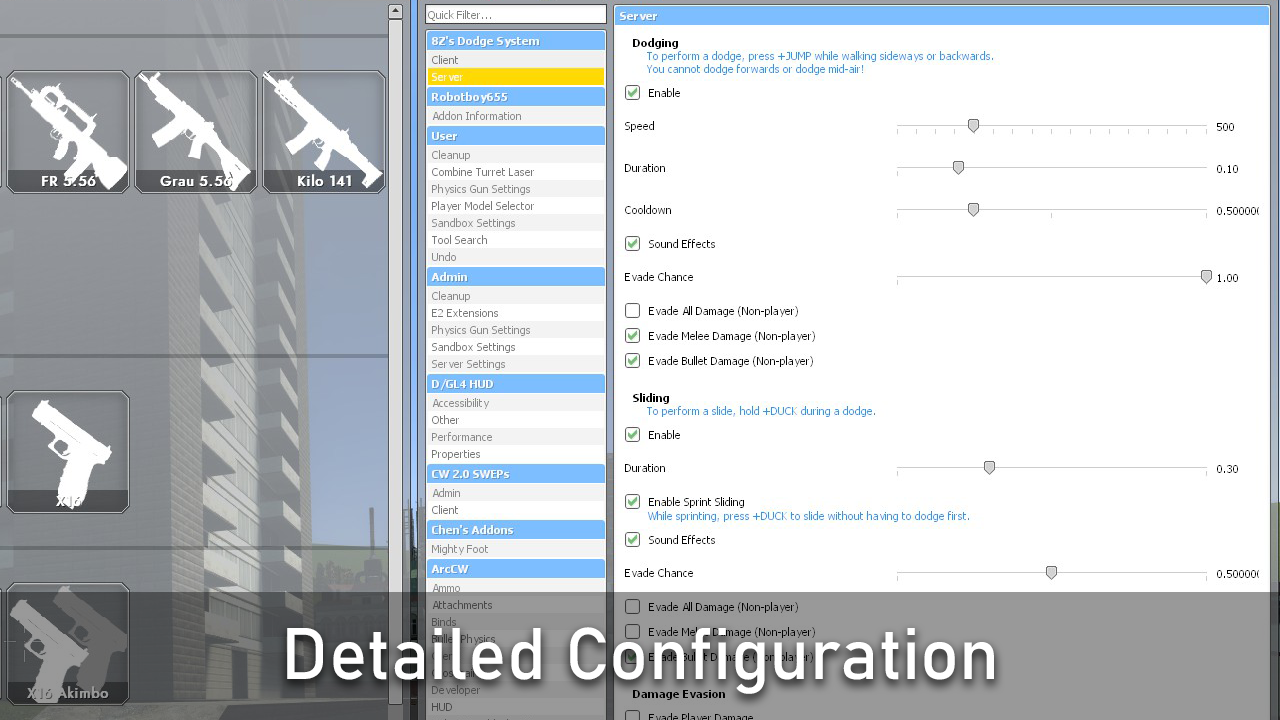 FR 5.56
Grau 5.56
Kilo 141
X16
X16 Akimbo
Quick Filter...
8Z's Dodge System
Client
Server
Robotboy655
Addon Information
User
Cleanup
Combine Turret Laser
Physics Gun Settings
Player Model Selector
Sandbox Settings
Tool Search
Undo
Admin
Cleanup
E2 Extensions
Physics Gun Settings
Sandbox Settings
Server Settings
D/GL4 HUD
Accessibility
Other
Performance
Properties
CW 2.0 SWEPs
Admin
Client
Chen's Addons
Mighty Foot
ArcCW
Ammo
Attachments
Binds
Developer
HUD
Server
Dodging
To perform a dodge, press +JUMP while walking sideways or backwards.
You cannot dodge forwards or dodge mid-air!
Enable
Speed 500
Duration 0.10
Cooldown 0.50000
Sound Effects
Evade Chance 1.00
Evade All Damage (Non-player)
Evade Melee Damage (Non-player)
Evade Bullet Damage (Non-player)
Sliding
To perform a slide, hold +DUCK during a dodge.
Enable
Duration 0.30
Enable Sprint Sliding
While sprinting, press +DUCK to slide without having to dodge first.
Sound Effects
Evade Chance 0.50000
Evade All Damage (Non-player)
Evade Melee Damage (Non-player)
Evade Bullet Damage (Non-player)
Damage Evasion
Evade Player Damage
Detailed Configuration